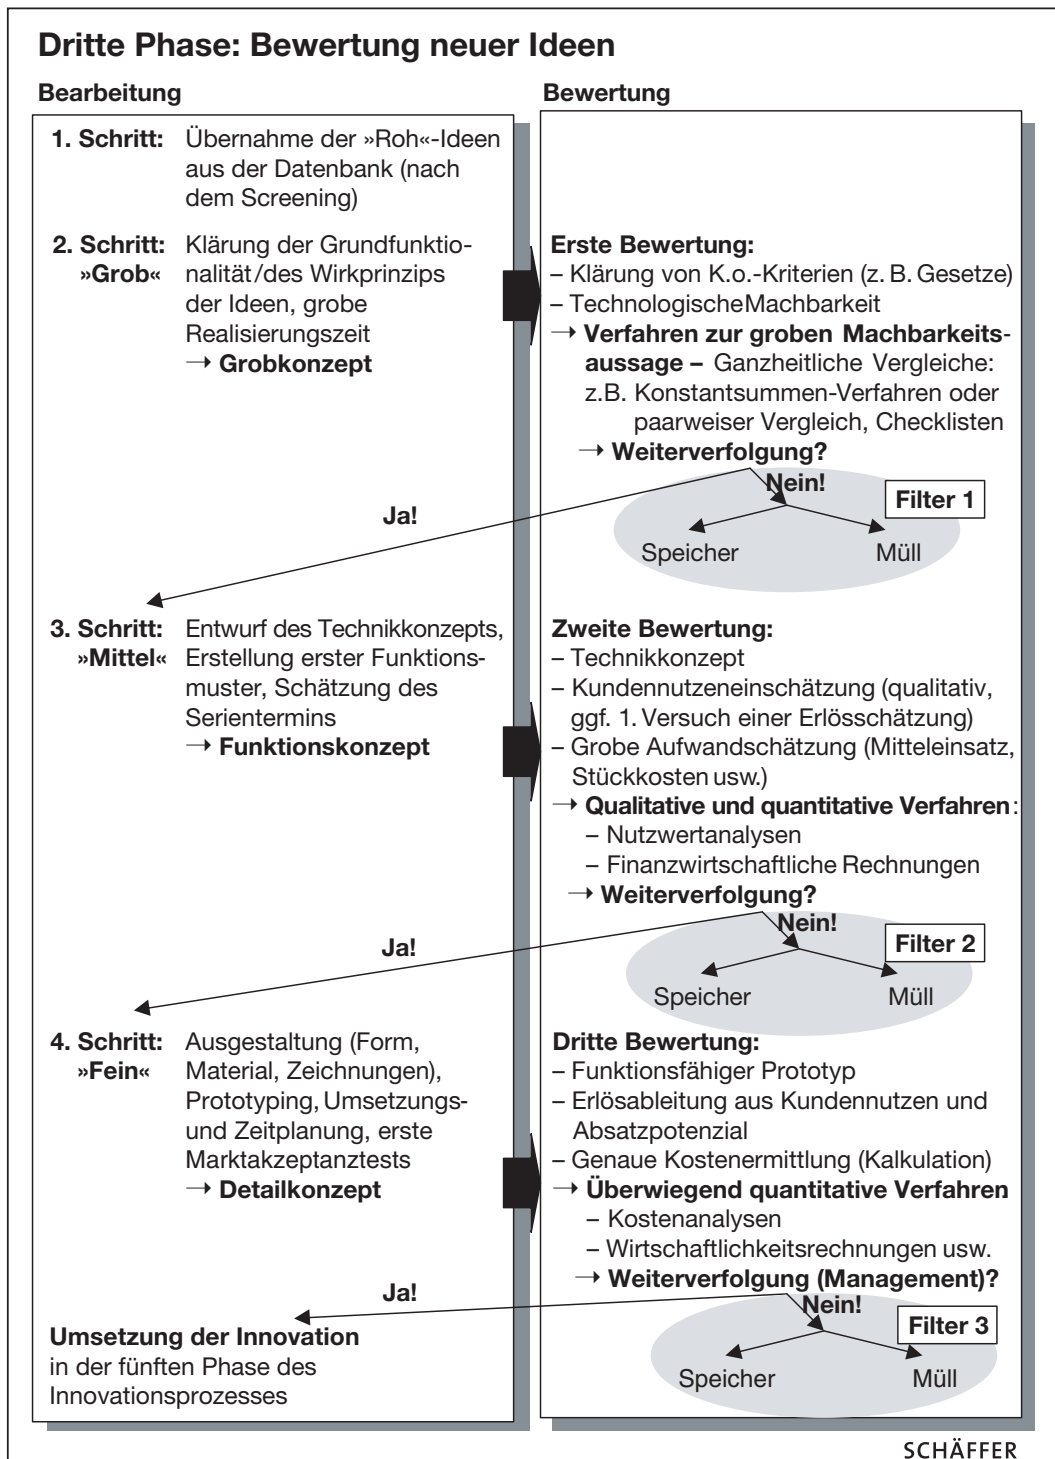 Dritte Phase: Bewertung neuer Ideen
Bearbeitung
Bewertung
1. Schritt: Übernahme der »Roh«-Ideen
aus der Datenbank (nach
dem Screening)
2. Schritt: Klärung der Grundfunktio-
»Grob« nalität/des Wirkprinzips
der Ideen, grobe
Realisierungszeit
→ Grobkonzept
Erste Bewertung:
– Klärung von K.o.-Kriterien (z. B. Gesetze)
– Technologische Machbarkeit
→ Verfahren zur groben Machbarkeits-
aussage – Ganzheitliche Vergleiche:
z.B. Konstantsummen-Verfahren oder
paarweiser Vergleich, Checklisten
→ Weiterverfolgung?
Nein!
Filter 1
Ja!
Speicher Müll
3. Schritt: Entwurf des Technikkonzepts,
»Mittel« Erstellung erster Funktions-
muster, Schätzung des
Serientermins
→ Funktionskonzept
Zweite Bewertung:
– Technikkonzept
– Kundennutzeneinschätzung (qualitativ,
ggf. 1. Versuch einer Erlösschätzung)
– Grobe Aufwandschätzung (Mitteleinsatz,
Stückkosten usw.)
→ Qualitative und quantitative Verfahren:
– Nutzwertanalysen
– Finanzwirtschaftliche Rechnungen
→ Weiterverfolgung?
Nein!
Filter 2
Ja!
Speicher Müll
4. Schritt: Ausgestaltung (Form,
»Fein« Material, Zeichnungen),
Prototyping, Umsetzungs-
und Zeitplanung, erste
Marktakzeptanztests
→ Detailkonzept
Dritte Bewertung:
– Funktionsfähiger Prototyp
– Erlösableitung aus Kundennutzen und
Absatzpotenzial
– Genaue Kostenermittlung (Kalkulation)
→ Überwiegend quantitative Verfahren:
– Kostenanalysen
– Wirtschaftlichkeitsrechnungen usw.
→ Weiterverfolgung (Management)?
Nein!
Filter 3
Ja!
Speicher Müll
Umsetzung der Innovation
in der fünften Phase des
Innovationsprozesses
SCHÄFFER